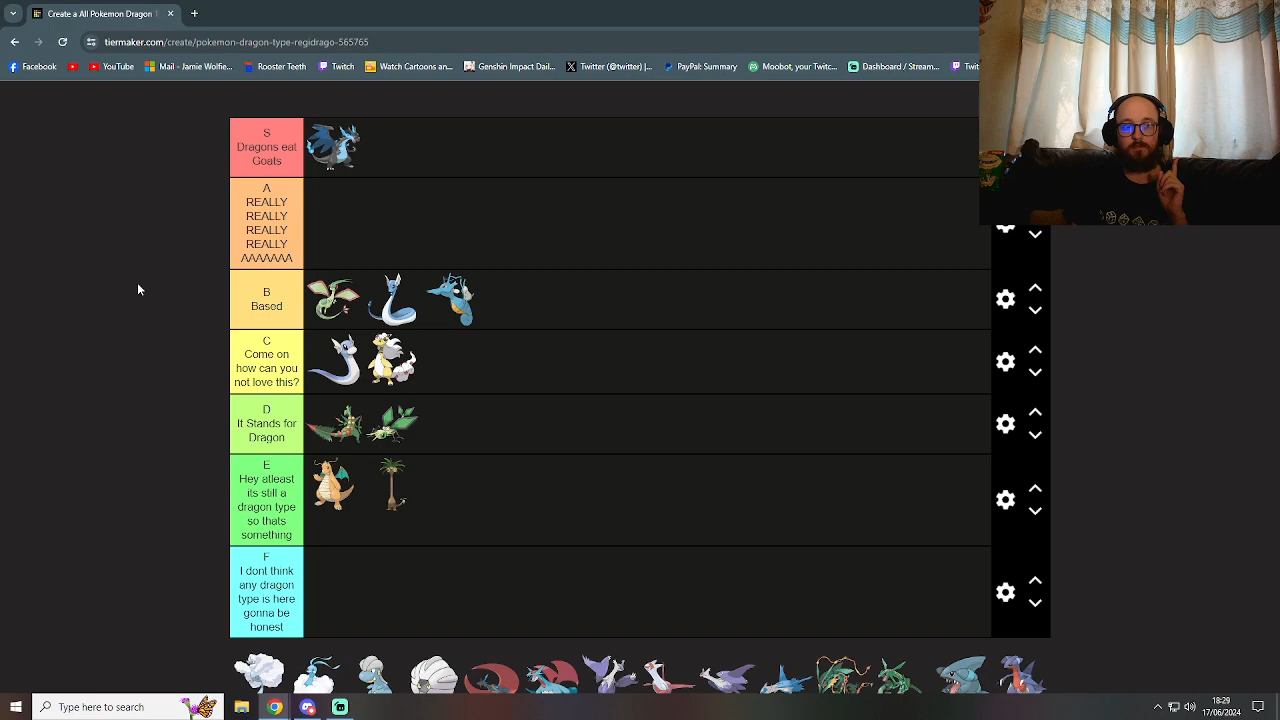 Create a All Pokemon Dragon T
tiermaker.com/create/pokemon-dragon-type-regidrago-565765
Facebook
YouTube
Mail - Jamie Wolfie...
Rooster Teeth
Twitch
Watch Cartoons an...
Genshin Impact Dail...
Twitter (@twitter) |...
PayPak Summary
Mods on your Twitc...
Dashboard / Stream...
Twit
S
Dragons eat
Goats
A
REALLY
REALLY
REALLY
REALLY
AAAAAAA
B
Based
C
Come on
how can you
not love this?
D
It Stands for
Dragon
E
Hey atleast
its still a
dragon type
so thats
something
F
I dont think
any dragon
type is here
gonna be
honest
Type here to search
18:29
17/06/2024